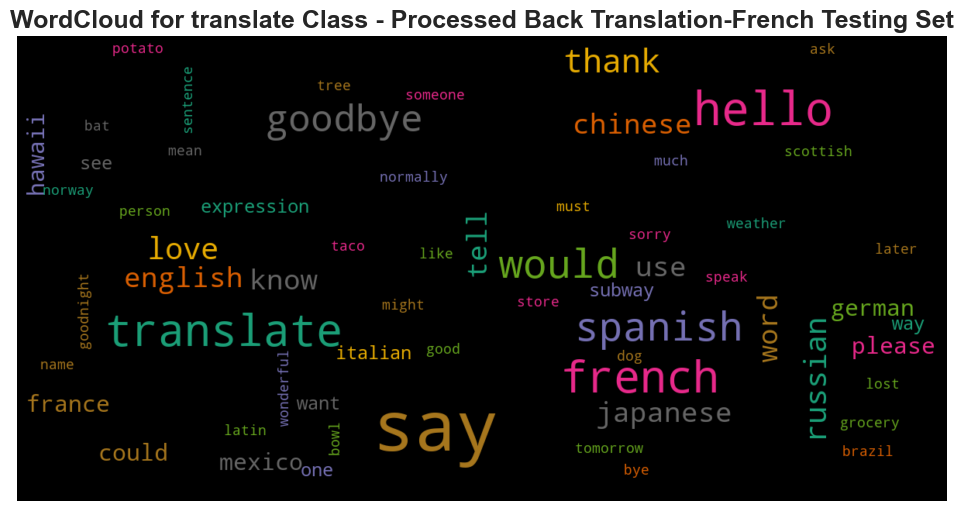 WordCloud for translate Class - Processed Back Translation-French Testing Set
potato
thank
ask
sentence
tree
someone
hello
goodbye
chinese
hawaii
bat
mean
see
much
scottish
normally
norway
person
expression
must
weather
tell
love
taco
like
sorry
later
would
use
english
know
speak
goodnight
subway
might
store
word
german
translate
spanish
way
italian
good
dog
please
russian
name
wonderful
french
lost
france
want
japanese
say
latin
bowl
grocery
could
mexico
one
tomorrow
brazil
bye